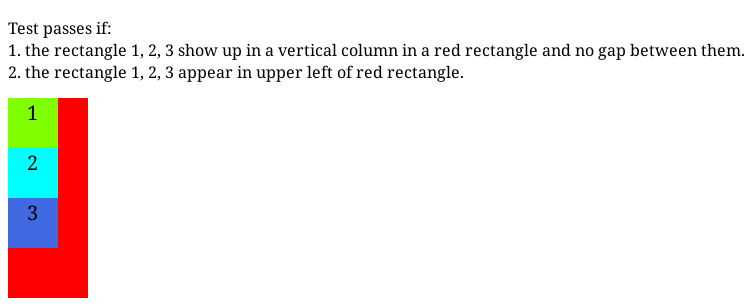 Test passes if:
1. the rectangle 1, 2, 3 show up in a vertical column in a red rectangle and no gap between them.
2. the rectangle 1, 2, 3 appear in upper left of red rectangle.
1
2
3